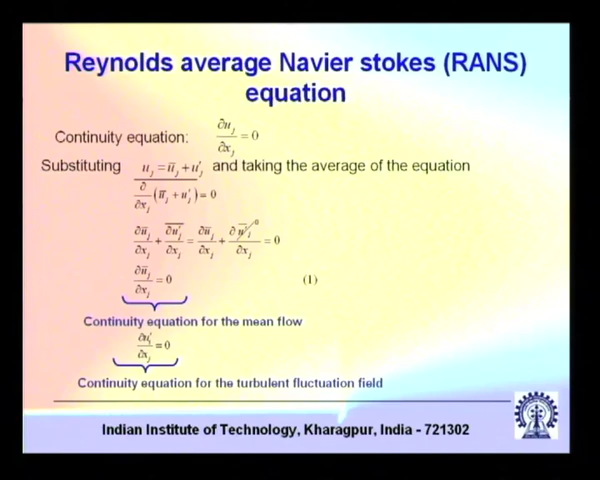 Reynolds average Navier stokes (RANS)
equation
Continuity equation: ∂u_j/∂x_j = 0
Substituting u_j = ū_j + u'_j and taking the average of the equation
∂/∂x_j (ū_j + u'_j) = 0
∂ū_j/∂x_j + ∂u'_j/∂x_j = ∂ū_j/∂x_j + ∂u'_j/∂x_j = 0
∂ū_j/∂x_j = 0 (1)
Continuity equation for the mean flow
∂u'_j/∂x_j = 0
Continuity equation for the turbulent fluctuation field
Indian Institute of Technology, Kharagpur, India - 721302